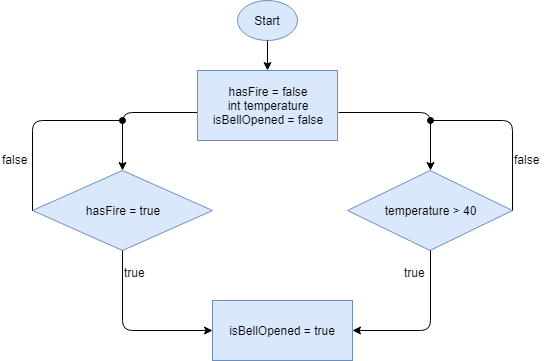 Start
hasFire = false
int temperature
isBellOpened = false
false
false
hasFire = true
temperature > 40
true
true
isBellOpened = true